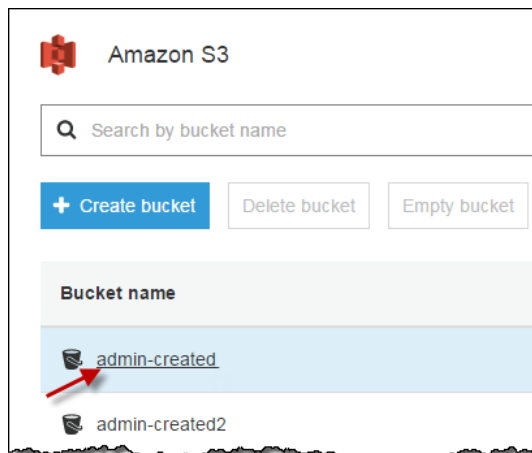 Amazon S3
Search by bucket name
Create bucket Delete bucket Empty bucket
Bucket name
admin-created
admin-created2